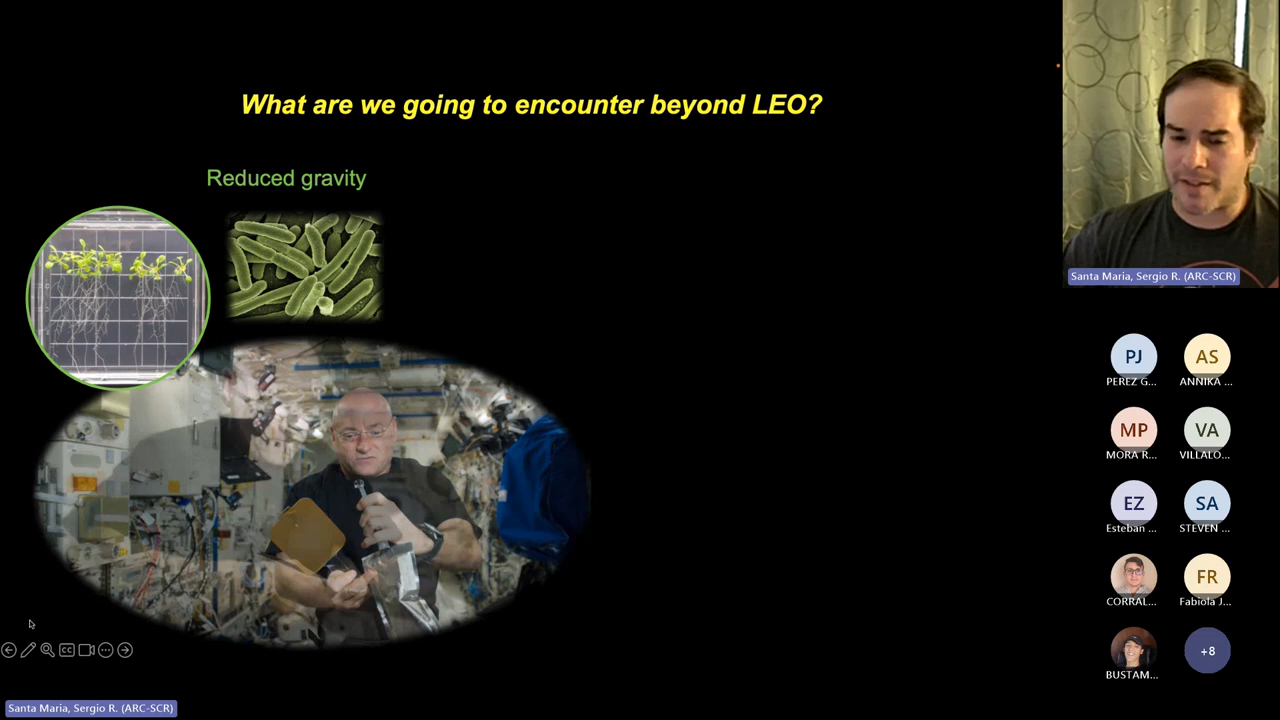 What are we going to encounter beyond LEO?
Reduced gravity
Santa Maria, Sergio R. (ARC-SCR)
PJ
AS
PEREZ G...
ANNIKA ...
MP
VA
MORA R...
VILLALO...
EZ
SA
Esteban ...
STEVEN ...
FR
CORRAL...
Fabiola J...
+8
BUSTAM...
CC
Santa Maria, Sergio R. (ARC-SCR)